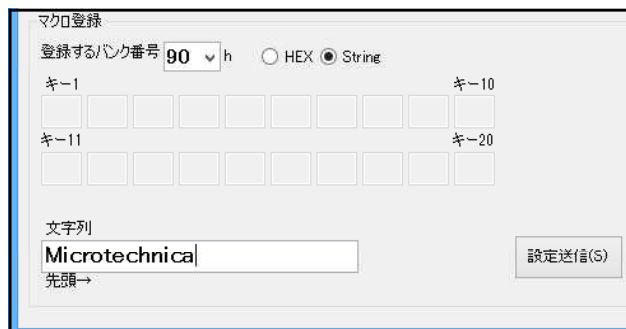 マクロ登録
登録するバンク番号 90 h HEX String
キー1 キー10
キー11 キー20
文字列
Microtechnica
設定送信(S)
先頭→